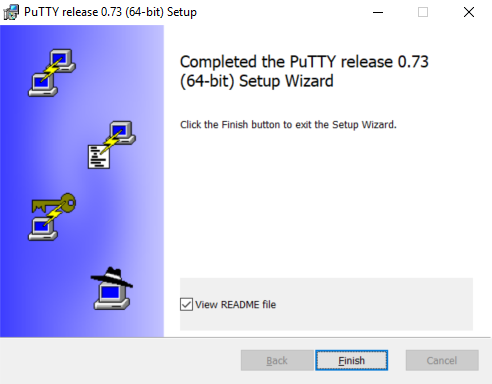 PuTTY release 0.73 (64-bit) Setup
Completed the PuTTY release 0.73
(64-bit) Setup Wizard
Click the Finish button to exit the Setup Wizard.
View README file
Back
Finish
Cancel